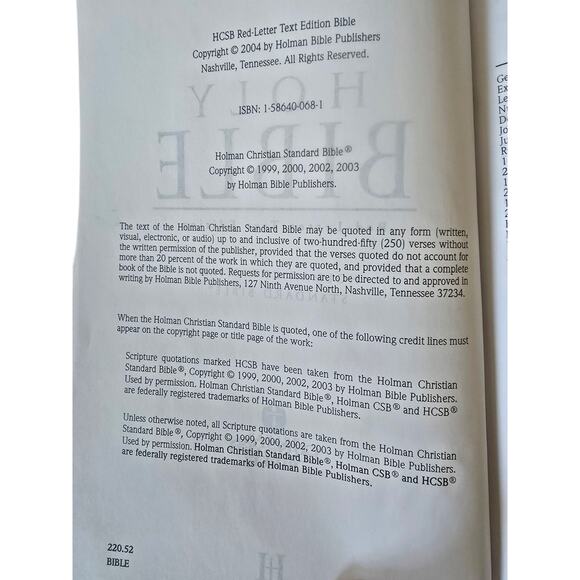 HCSB Red-Letter Text Edition Bible
Copyright © 2004 by Holman Bible Publishers
Nashville, Tennessee. All Rights Reserved.
ISBN: 1-58640-068-1
Holman Christian Standard Bible®
Copyright © 1999, 2000, 2002, 2003
by Holman Bible Publishers.
The text of the Holman Christian Standard Bible may be quoted in any form (written,
visual, electronic, or audio) up to and inclusive of two-hundred-fifty (250) verses without
the written permission of the publisher, provided that the verses quoted do not account for
more than 20 percent of the work in which they are quoted, and provided that a complete
book of the Bible is not quoted. Requests for permission are to be directed to and approved in
writing by Holman Bible Publishers, 127 Ninth Avenue North, Nashville, Tennessee 37234.
When the Holman Christian Standard Bible is quoted, one of the following credit lines must
appear on the copyright page or title page of the work:
Scripture quotations marked HCSB have been taken from the Holman Christian
Standard Bible®, Copyright © 1999, 2000, 2002, 2003 by Holman Bible Publishers.
Used by permission. Holman Christian Standard Bible®, Holman CSB® and HCSB®
are federally registered trademarks of Holman Bible Publishers.
Unless otherwise noted, all Scripture quotations are taken from the Holman Christian
Standard Bible®, Copyright © 1999, 2000, 2002, 2003 by Holman Bible Publishers.
Used by permission. Holman Christian Standard Bible®, Holman CSB® and HCSB®
are federally registered trademarks of Holman Bible Publishers.
220.52
BIBLE
HOLY
BIBLE
STANDARD BIBLE